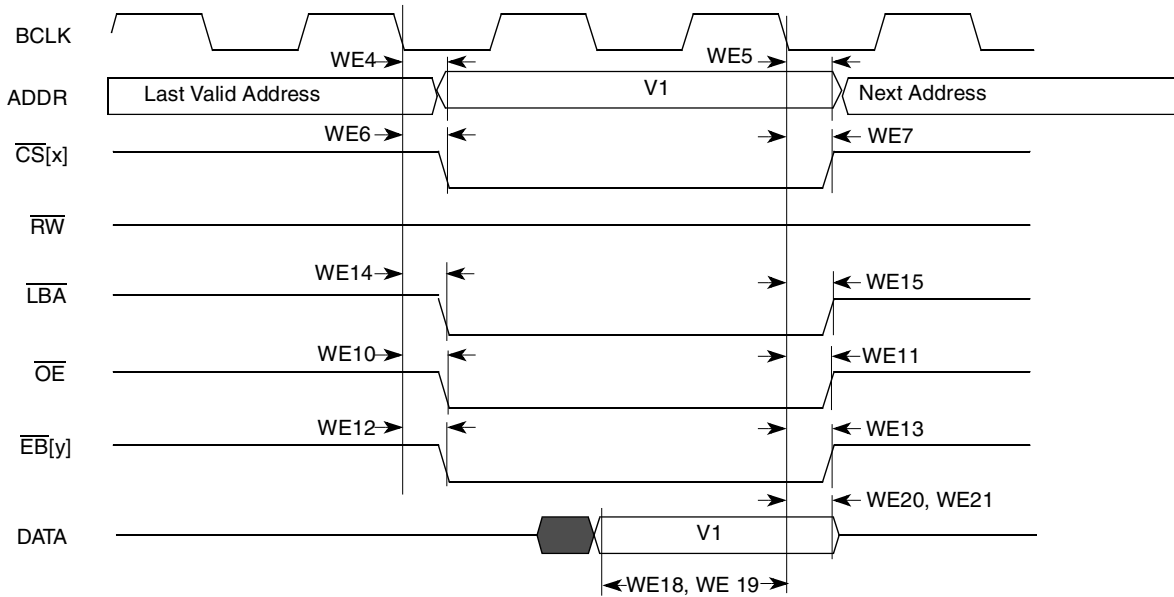 BCLK
WE4
WE5
ADDR
Last Valid Address
V1
Next Address
WE6
WE7
CS[x]
RW
WE14
WE15
LBA
WE10
WE11
OE
WE12
WE13
EB[y]
WE20, WE21
DATA
V1
WE18, WE 19